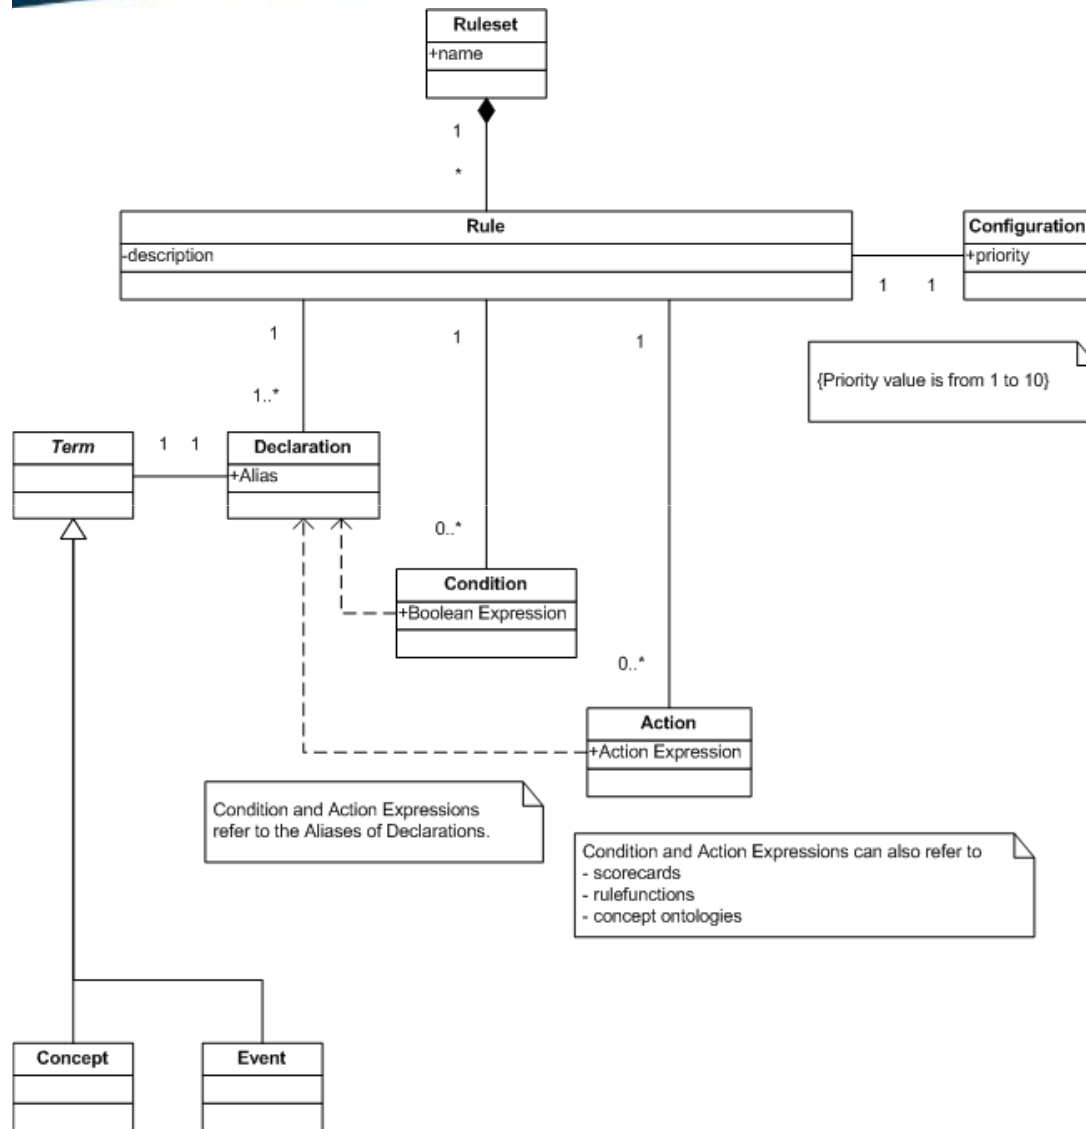 Ruleset
+name
1
*
Rule
-description
Configuration
+priority
1 1
1
1
1
{Priority value is from 1 to 10}
1..*
Term
1 1
Declaration
+Alias
0..*
Condition
+Boolean Expression
0..*
Action
+Action Expression
Condition and Action Expressions
refer to the Aliases of Declarations.
Condition and Action Expressions can also refer to
- scorecards
- rulefunctions
- concept ontologies
Concept
Event